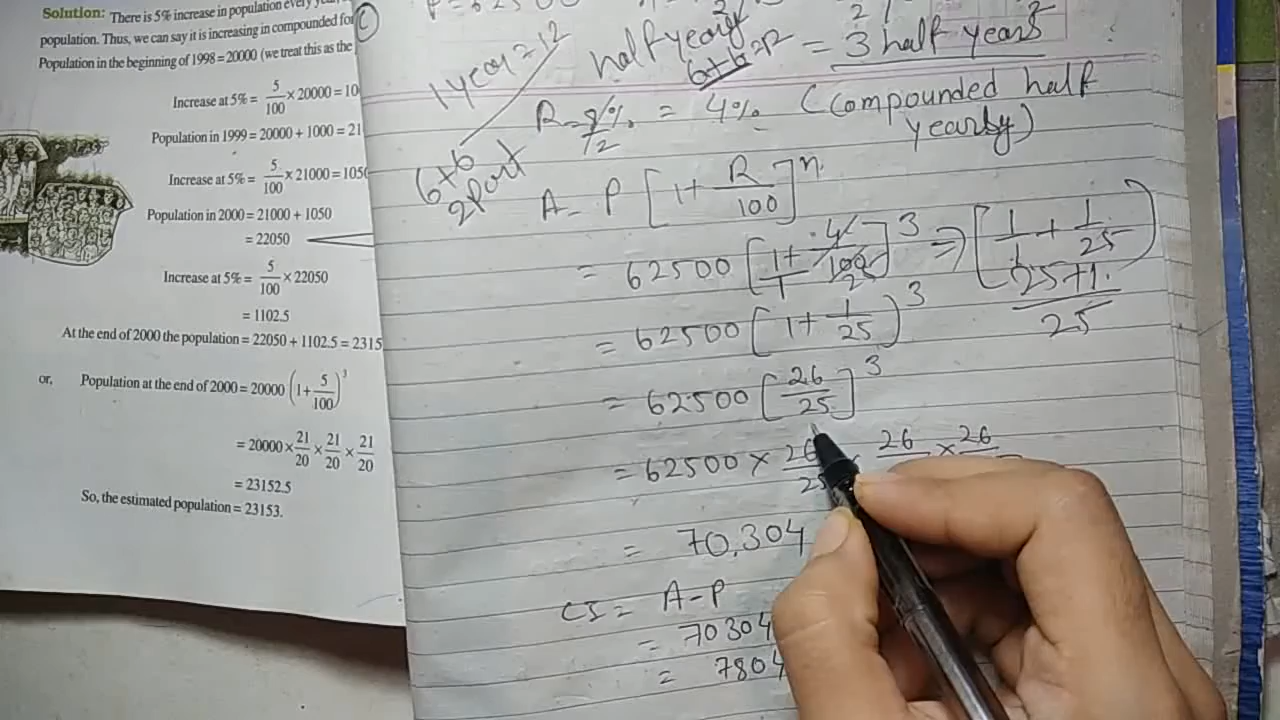 Solution: There is 5% increase in population every
population. Thus, we can say it is increasing in compounded for
Population in the beginning of 1998 = 20000 (we treat this as the
Increase at 5% = 5/100 × 20000 = 10
Population in 1999 = 20000 + 1000 = 21
Increase at 5% = 5/100 × 21000 = 105
Population in 2000 = 21000 + 1050
= 22050
Increase at 5% = 5/100 × 22050
= 1102.5
At the end of 2000 the population = 22050 + 1102.5 = 2315
or, Population at the end of 2000 = 20000 (1+5/100)³
= 20000 × 21/20 × 21/20 × 21/20
= 23152.5
So, the estimated population = 23153.
C
1 year = 12
6+6
2 part
half yearly
6+6=12
= 3 half years
R = 8/2% = 4% (Compounded half
yearly)
A = P [1+ R/100]ⁿ
= 62500 [1/1+ 4/100 25]³ ⇒ [1/1 + 1/25)
25+1/25
= 62500 [1+ 1/25)³
= 62500 [26/25]³
= 62500 × 26/25 × 26 × 26
= 70,304
CI = A-P
= 70304
= 7804